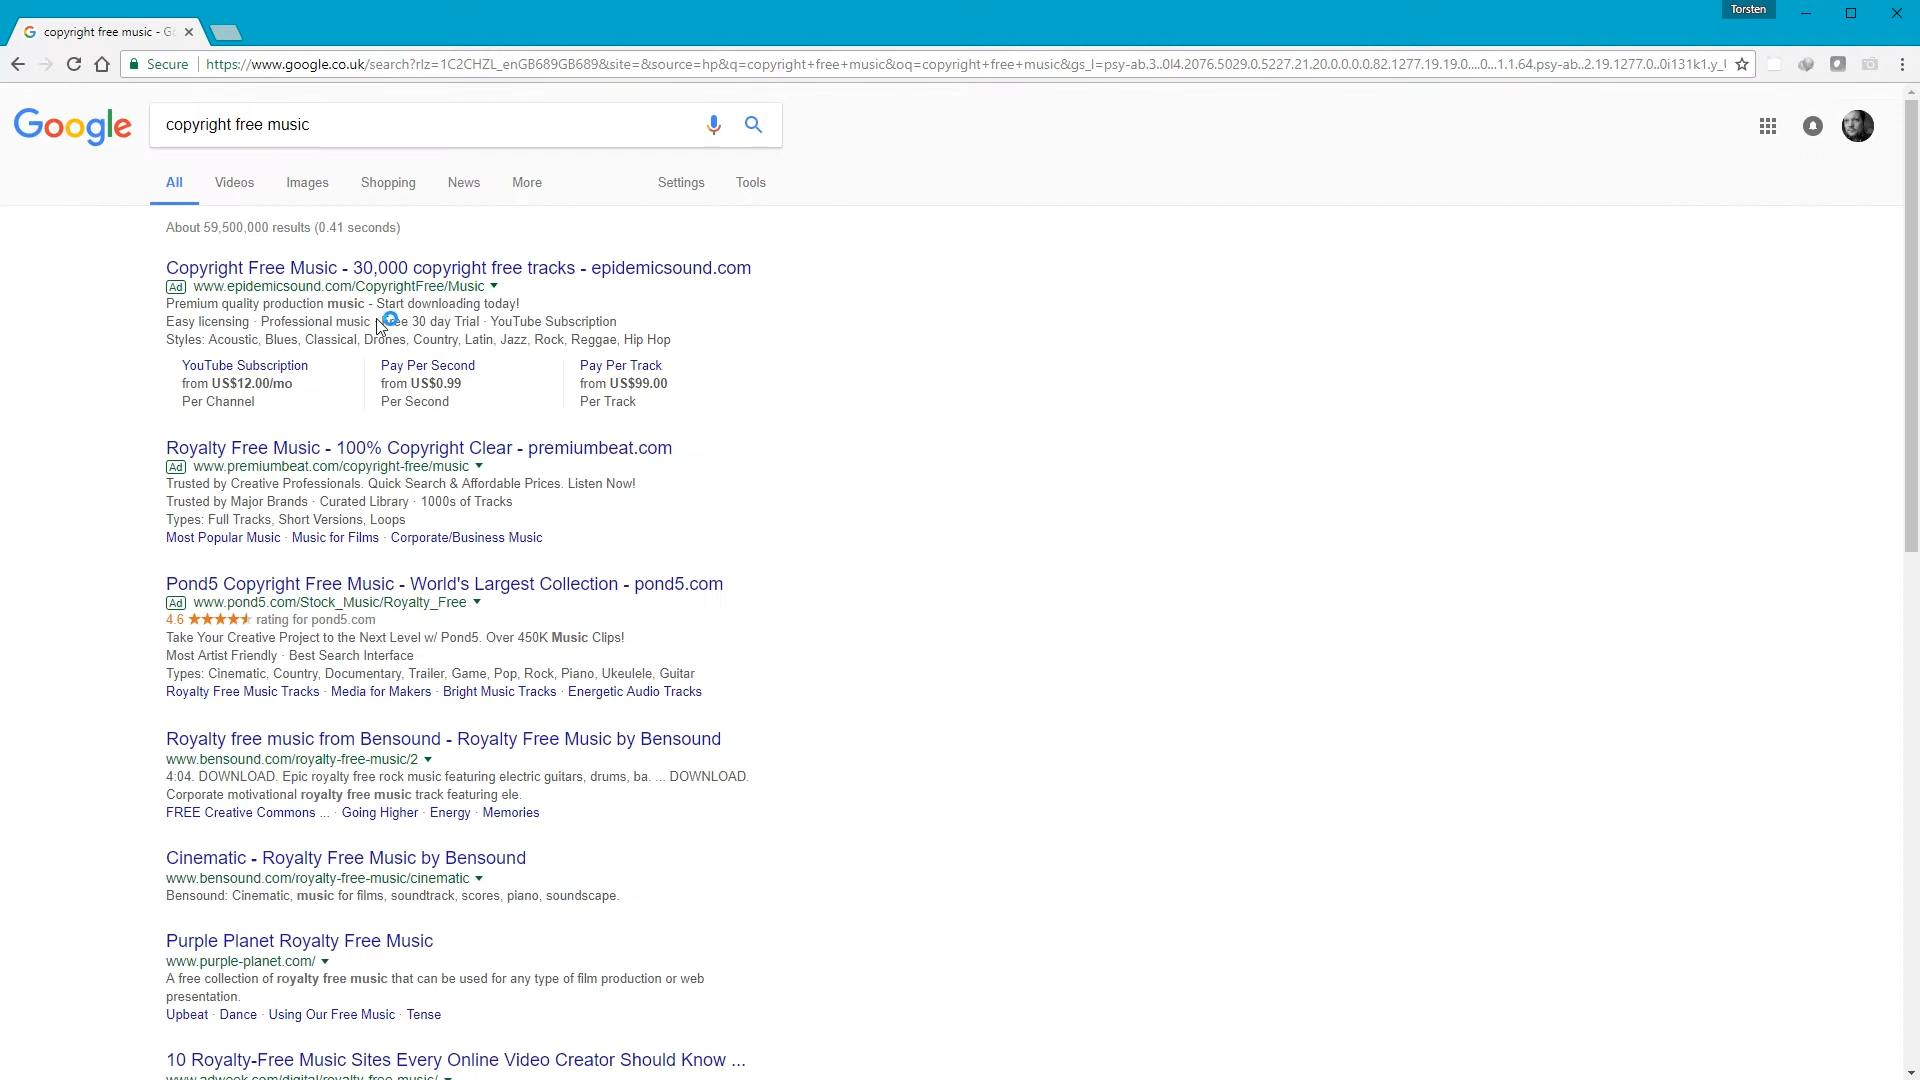 Torsten
copyright free music - Go
Secure https://www.google.co.uk/search?rlz=1C2CHZL_enGB689GB689&site=&source=hp&q=copyright+free+music&oq=copyright+free+music&gs_l=psy-ab.3..0l4.2076.5029.0.5227.21.20.0.0.0.0.82.1277.19.19.0....0...1.1.64.psy-ab..2.19.1277.0..0i131k1.y_
Google
copyright free music
All Videos Images Shopping News More Settings Tools
About 59,500,000 results (0.41 seconds)
Copyright Free Music - 30,000 copyright free tracks - epidemicsound.com
Ad www.epidemicsound.com/CopyrightFree/Music
Premium quality production music - Start downloading today!
Easy licensing · Professional music · Free 30 day Trial · YouTube Subscription
Styles: Acoustic, Blues, Classical, Drones, Country, Latin, Jazz, Rock, Reggae, Hip Hop
YouTube Subscription Pay Per Second Pay Per Track
from US$12.00/mo from US$0.99 from US$99.00
Per Channel Per Second Per Track
Royalty Free Music - 100% Copyright Clear - premiumbeat.com
Ad www.premiumbeat.com/copyright-free/music
Trusted by Creative Professionals. Quick Search & Affordable Prices. Listen Now!
Trusted by Major Brands · Curated Library · 1000s of Tracks
Types: Full Tracks, Short Versions, Loops
Most Popular Music · Music for Films · Corporate/Business Music
Pond5 Copyright Free Music - World's Largest Collection - pond5.com
Ad www.pond5.com/Stock_Music/Royalty_Free
4.6 ★★★★★ rating for pond5.com
Take Your Creative Project to the Next Level w/ Pond5. Over 450K Music Clips!
Most Artist Friendly · Best Search Interface
Types: Cinematic, Country, Documentary, Trailer, Game, Pop, Rock, Piano, Ukeulele, Guitar
Royalty Free Music Tracks · Media for Makers · Bright Music Tracks · Energetic Audio Tracks
Royalty free music from Bensound - Royalty Free Music by Bensound
www.bensound.com/royalty-free-music/2
4:04. DOWNLOAD. Epic royalty free rock music featuring electric guitars, drums, ba. ... DOWNLOAD.
Corporate motivational royalty free music track featuring ele.
FREE Creative Commons ... · Going Higher · Energy · Memories
Cinematic - Royalty Free Music by Bensound
www.bensound.com/royalty-free-music/cinematic
Bensound: Cinematic, music for films, soundtrack, scores, piano, soundscape.
Purple Planet Royalty Free Music
www.purple-planet.com/
A free collection of royalty free music that can be used for any type of film production or web
presentation.
Upbeat · Dance · Using Our Free Music · Tense
10 Royalty-Free Music Sites Every Online Video Creator Should Know ...
www.adweek.com/digital/royalty-free-music/